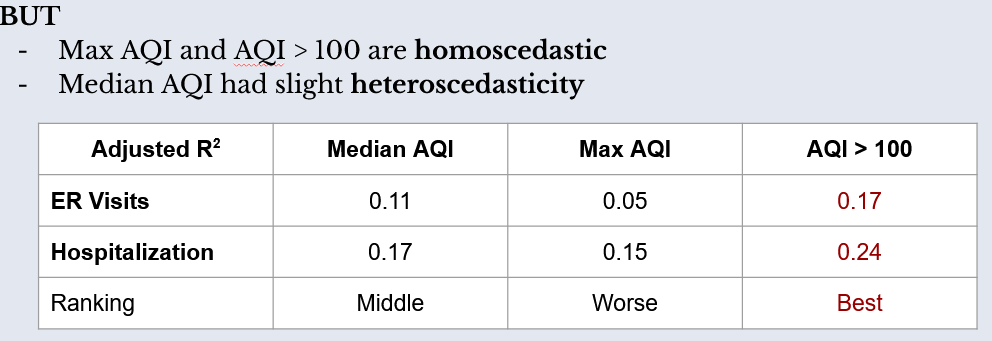 BUT
- Max AQI and AQI > 100 are homoscedastic
- Median AQI had slight heteroscedasticity
Adjusted R² Median AQI Max AQI AQI > 100
ER Visits 0.11 0.05 0.17
Hospitalization 0.17 0.15 0.24
Ranking Middle Worse Best